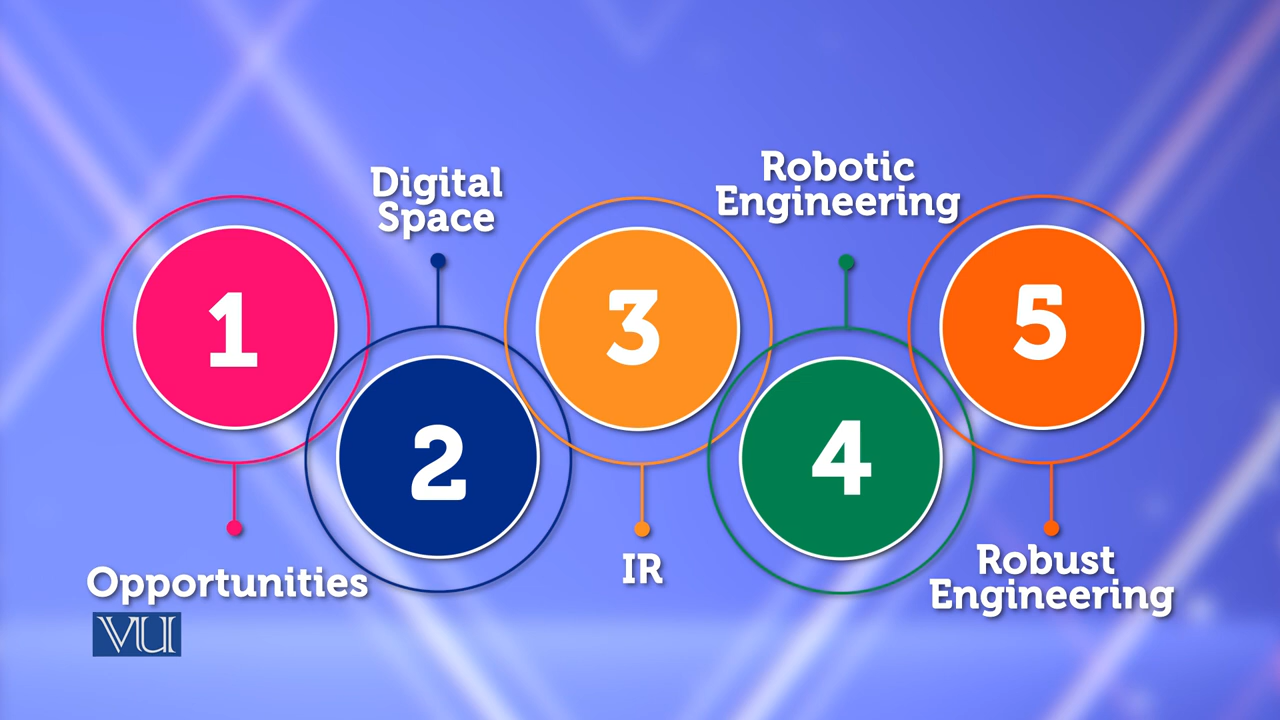 1
Opportunities
2
Digital
Space
3
IR
4
Robotic
Engineering
5
Robust
Engineering
VU